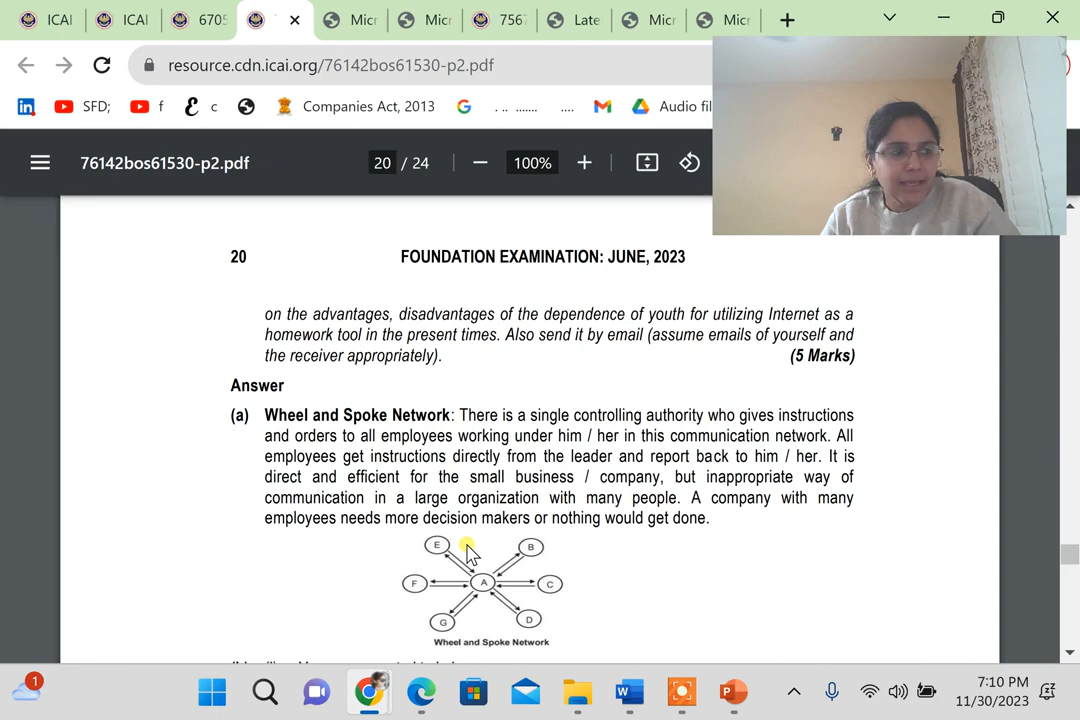 ICAI
ICAI
6705
Micr
Micr
7567
Late
Micr
Micr
resource.cdn.icai.org/76142bos61530-p2.pdf
SFD;
f
c
Companies Act, 2013
. .. ....... ....
Audio fil
76142bos61530-p2.pdf
20 / 24
100%
20 FOUNDATION EXAMINATION: JUNE, 2023
on the advantages, disadvantages of the dependence of youth for utilizing Internet as a
homework tool in the present times. Also send it by email (assume emails of yourself and
the receiver appropriately). (5 Marks)
Answer
(a) Wheel and Spoke Network: There is a single controlling authority who gives instructions
and orders to all employees working under him / her in this communication network. All
employees get instructions directly from the leader and report back to him / her. It is
direct and efficient for the small business / company, but inappropriate way of
communication in a large organization with many people. A company with many
employees needs more decision makers or nothing would get done.
E B
F A C
G D
Wheel and Spoke Network
1
7:10 PM
11/30/2023